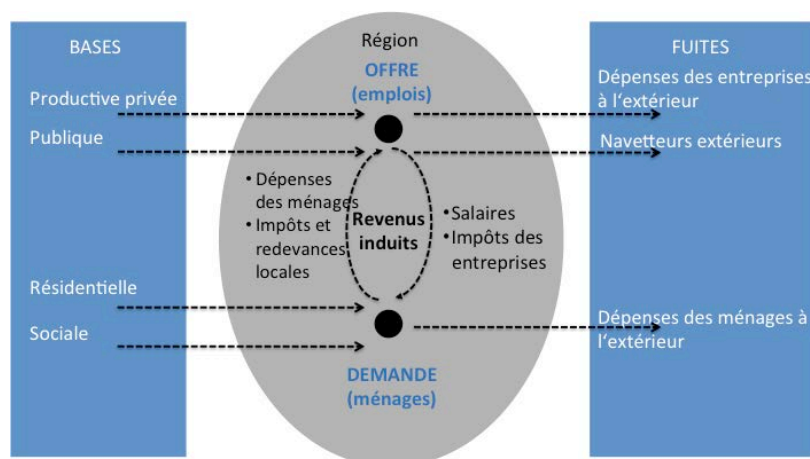 BASES
Productive privée
Publique
Résidentielle
Sociale
Région
OFFRE
(emplois)
• Dépenses
des ménages
• Impôts et
redevances
locales
Revenus
induits
• Salaires
• Impôts des
entreprises
DEMANDE
(ménages)
FUITES
Dépenses des entreprises
à l‘extérieur
Navetteurs extérieurs
Dépenses des ménages à
l‘extérieur